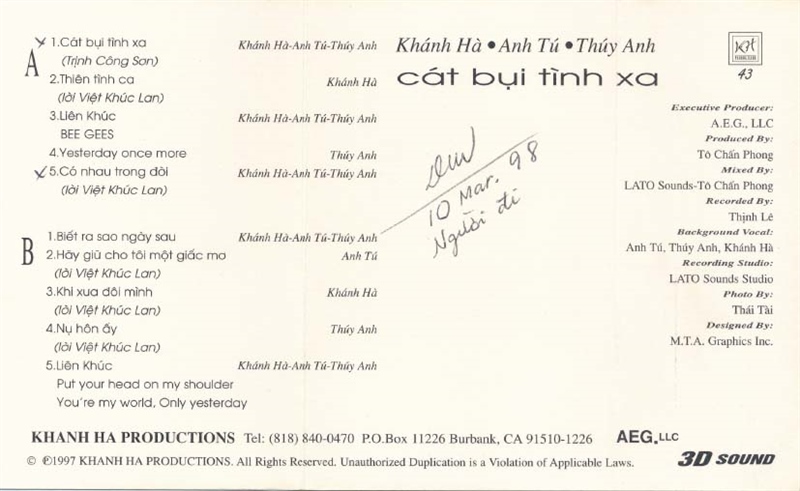 A
1.Cát bụi tình xa Khánh Hà-Anh Tú-Thúy Anh
(Trịnh Công Sơn)
2.Thiên tình ca Khánh Hà
(lời Việt Khúc Lan)
3.Liên Khúc Khánh Hà-Anh Tú-Thúy Anh
BEE GEES
4.Yesterday once more Thúy Anh
5.Có nhau trong đời Khánh Hà-Anh Tú-Thúy Anh
(lời Việt Khúc Lan)
B
1.Biết ra sao ngày sau Khánh Hà-Anh Tú-Thúy Anh
2.Hãy giữ cho tôi một giấc mơ Anh Tú
(lời Việt Khúc Lan)
3.Khi xưa đôi mình Khánh Hà
(lời Việt Khúc Lan)
4.Nụ hôn ấy Thúy Anh
(lời Việt Khúc Lan)
5.Liên Khúc Khánh Hà-Anh Tú-Thúy Anh
Put your head on my shoulder
You're my world, Only yesterday
Khánh Hà • Anh Tú • Thúy Anh
cát bụi tình xa
10 Mar. 98
Người đi
KH
PRODUCTIONS
43
Executive Producer:
A.E.G., LLC
Produced By:
Tô Chấn Phong
Mixed By:
LATO Sounds-Tô Chấn Phong
Recorded By:
Thịnh Lê
Background Vocal:
Anh Tú, Thúy Anh, Khánh Hà
Recording Studio:
LATO Sounds Studio
Photo By:
Thái Tài
Designed By:
M.T.A. Graphics Inc.
KHANH HA PRODUCTIONS Tel: (818) 840-0470 P.O.Box 11226 Burbank, CA 91510-1226 AEG.LLC
© ℗1997 KHANH HA PRODUCTIONS. All Rights Reserved. Unauthorized Duplication is a Violation of Applicable Laws. 3D SOUND